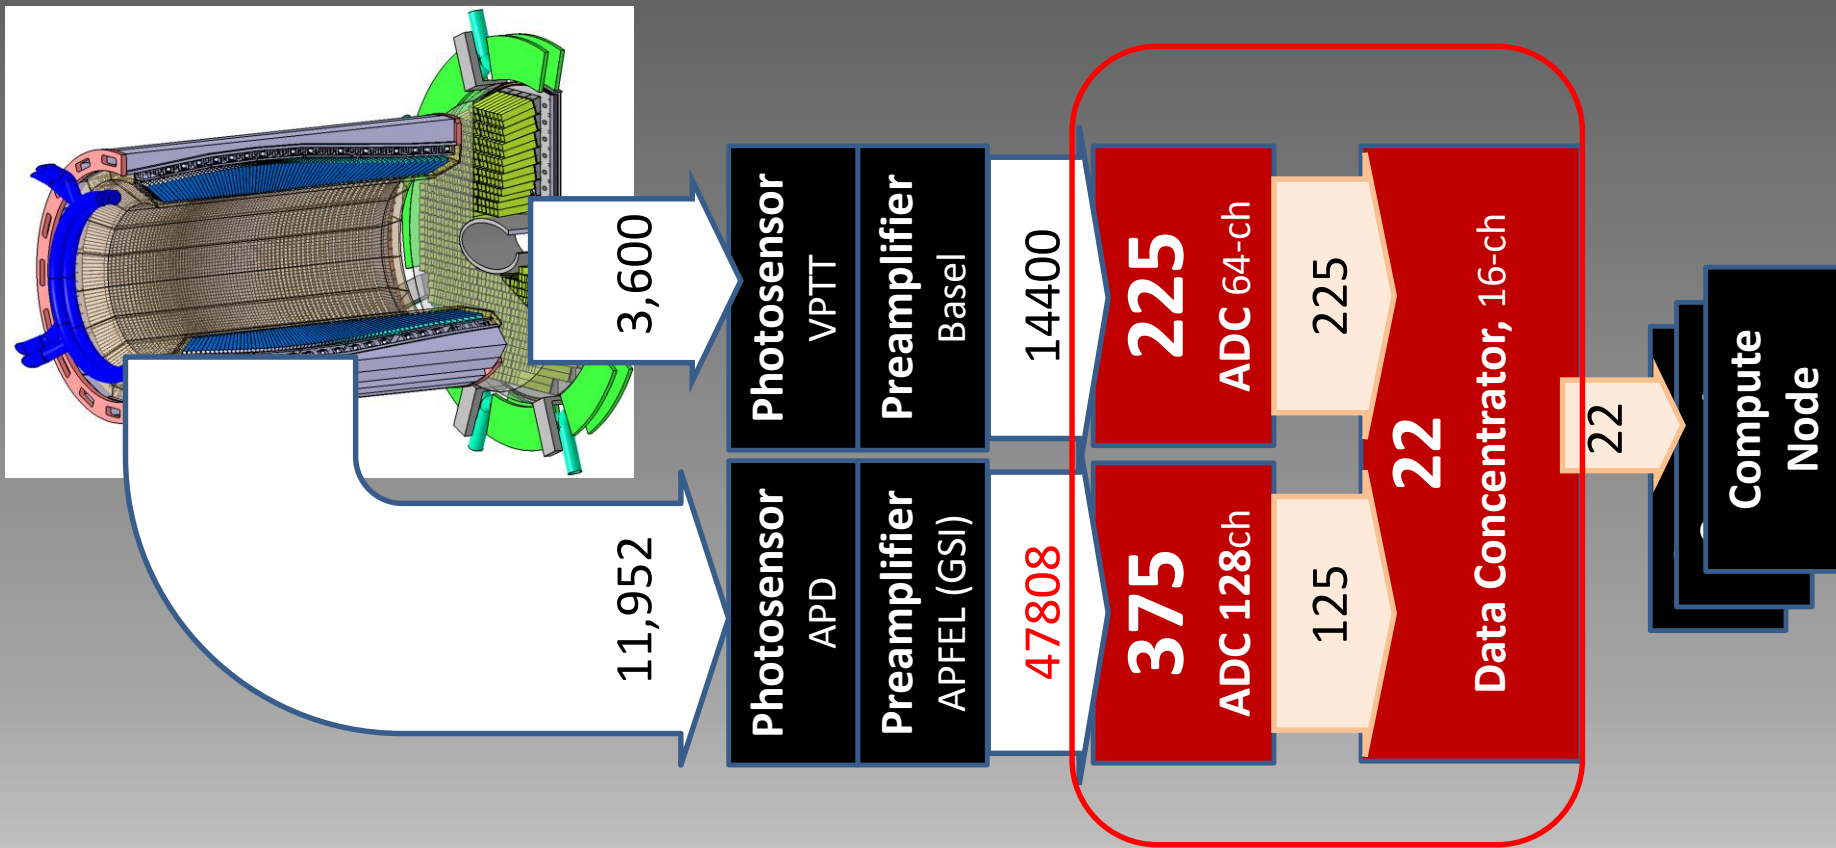 3,600
11,952
Photosensor
VPTT
Preamplifier
Basel
14400
225
ADC 64-ch
225
Photosensor
APD
Preamplifier
APFEL (GSI)
47808
375
ADC 128ch
125
22
Data Concentrator, 16-ch
22
Compute
Node